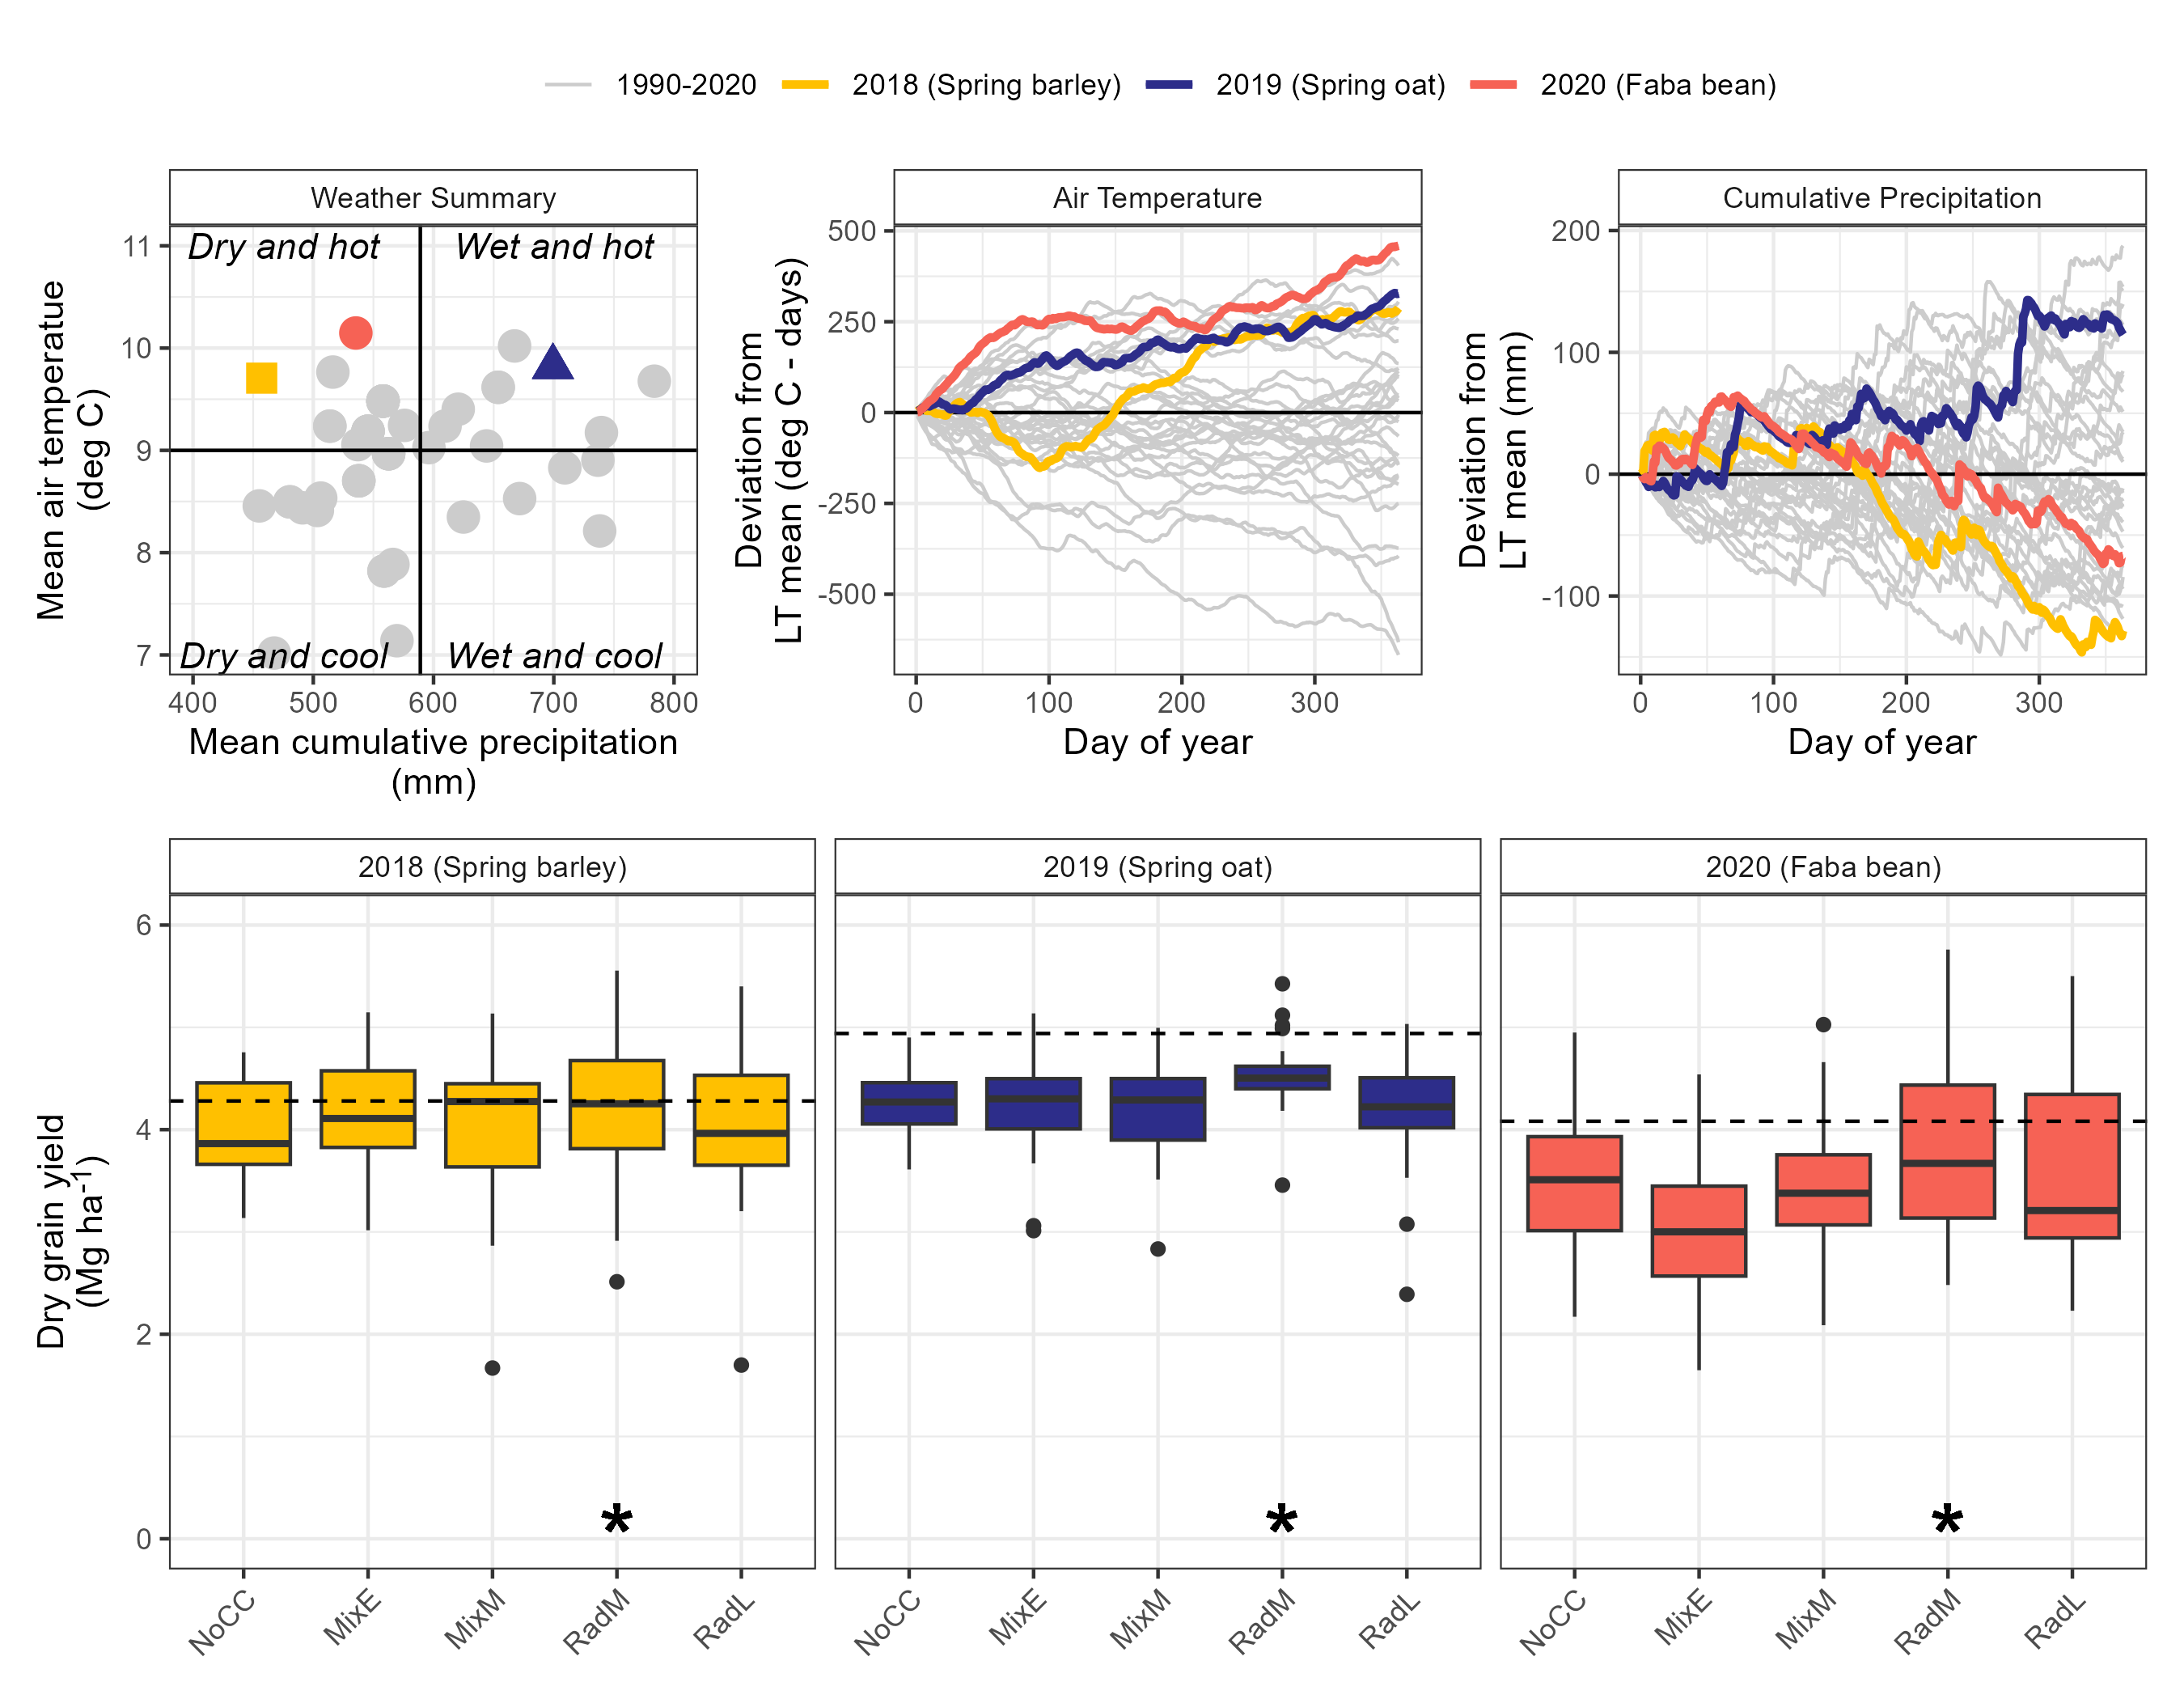 1990-2020 2018 (Spring barley) 2019 (Spring oat) 2020 (Faba bean)
Weather Summary
Dry and hot Wet and hot
Dry and cool Wet and cool
11
10
9
8
7
400 500 600 700 800
Mean air temperatue
(deg C)
Mean cumulative precipitation
(mm)
Air Temperature
500
250
0
-250
-500
0 100 200 300
Deviation from
LT mean (deg C - days)
Day of year
Cumulative Precipitation
200
100
0
-100
0 100 200 300
Deviation from
LT mean (mm)
Day of year
2018 (Spring barley) 2019 (Spring oat) 2020 (Faba bean)
6
4
2
0
Dry grain yield
(Mg ha⁻¹)
* * *
NoCC MixE MixM RadM RadL NoCC MixE MixM RadM RadL NoCC MixE MixM RadM RadL